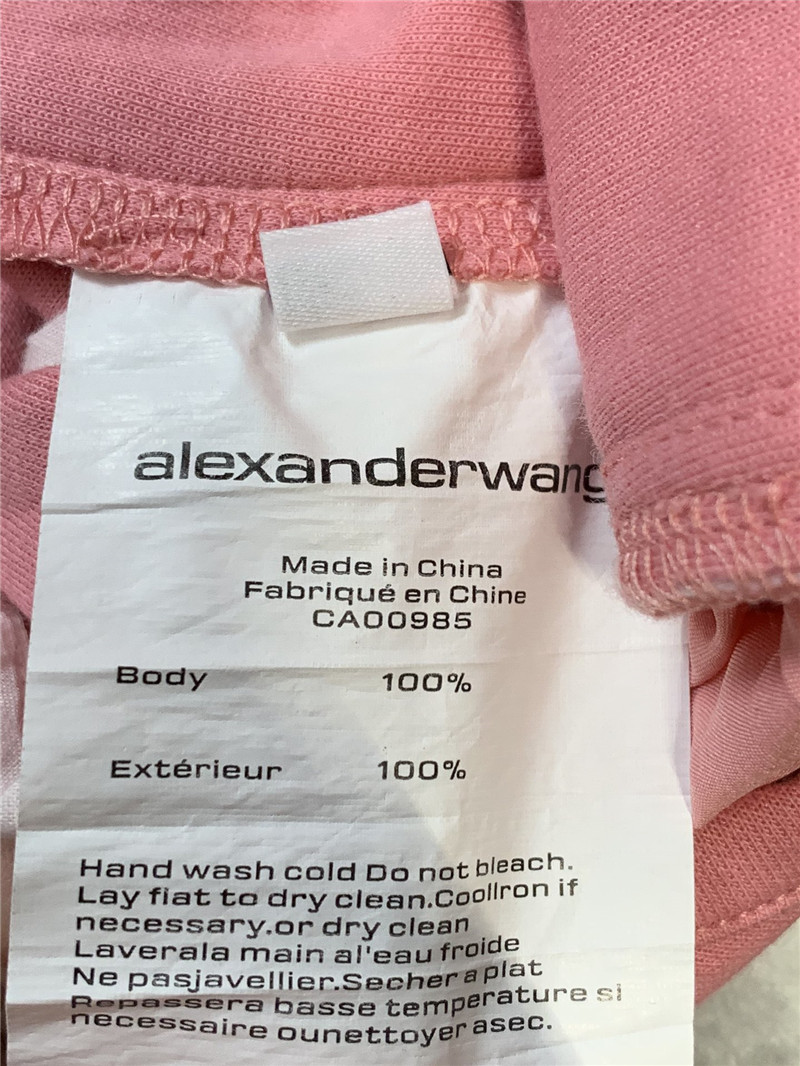 alexanderwang
Made in China
Fabriqué en Chine
CA00985
Body 100%
Extérieur 100%
Hand wash cold Do not bleach.
Lay fiat to dry clean.CoolIron if
necessary.or dry clean
Laverala main al'eau froide
Ne pasjavellier.Secher a plat
Repassera basse temperature si
necessaire ounettoyer asec.